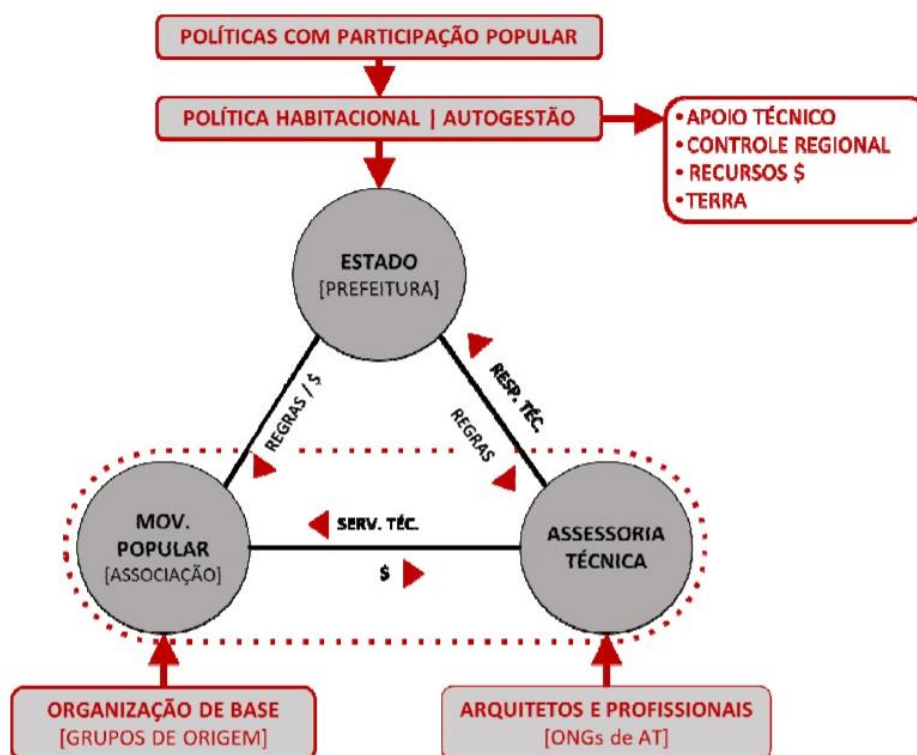 POLÍTICAS COM PARTICIPAÇÃO POPULAR
POLÍTICA HABITACIONAL | AUTOGESTÃO
•APOIO TÉCNICO
•CONTROLE REGIONAL
•RECURSOS $
•TERRA
ESTADO
[PREFEITURA]
REGRAS / $
RESP. TÉC.
REGRAS
MOV.
POPULAR
[ASSOCIAÇÃO]
SERV. TÉC.
$
ASSESSORIA
TÉCNICA
ORGANIZAÇÃO DE BASE
[GRUPOS DE ORIGEM]
ARQUITETOS E PROFISSIONAIS
[ONGs de AT]